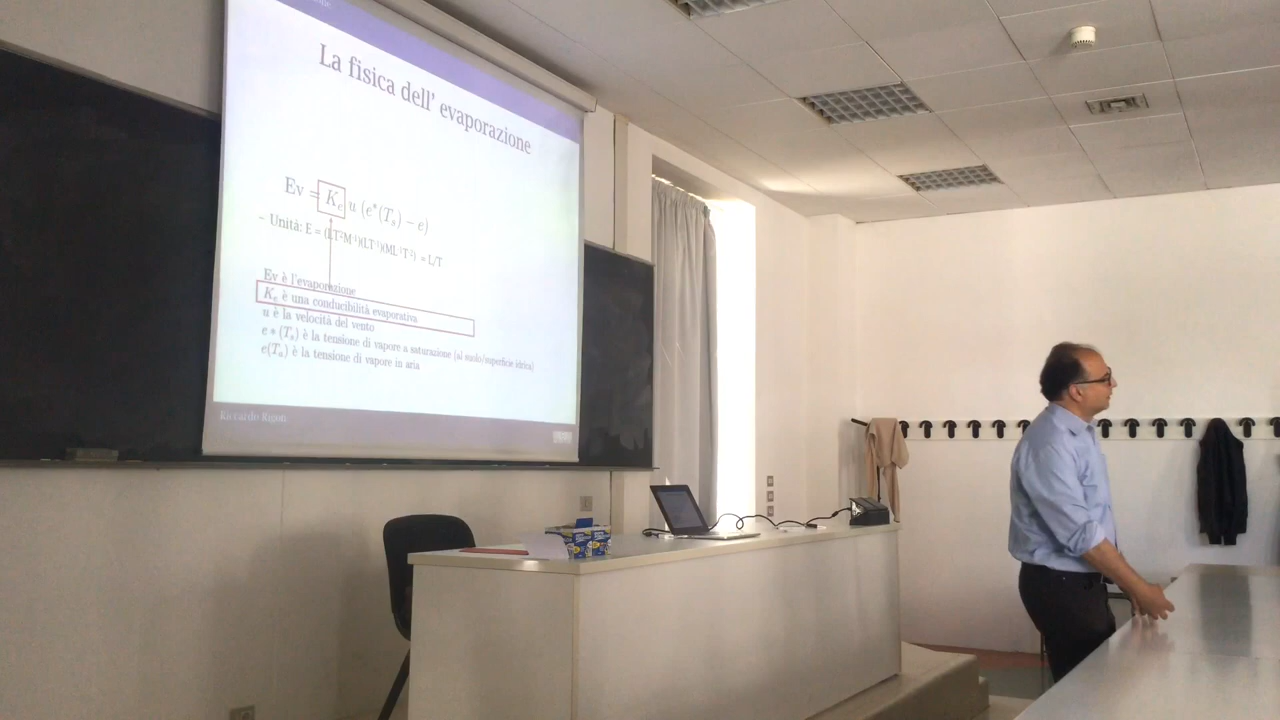 La fisica dell' evaporazione
Ev = K_e u (e*(T_s) − e)
– Unità: E = (LT²M⁻¹)(LT⁻¹)(ML⁻¹T⁻²) = L/T
Ev è l'evaporazione
K_e è una conducibilità evaporativa
u è la velocità del vento
e ∗ (T_s) è la tensione di vapore a saturazione (al suolo/superficie idrica)
e(T_a) è la tensione di vapore in aria
Riccardo Rigon